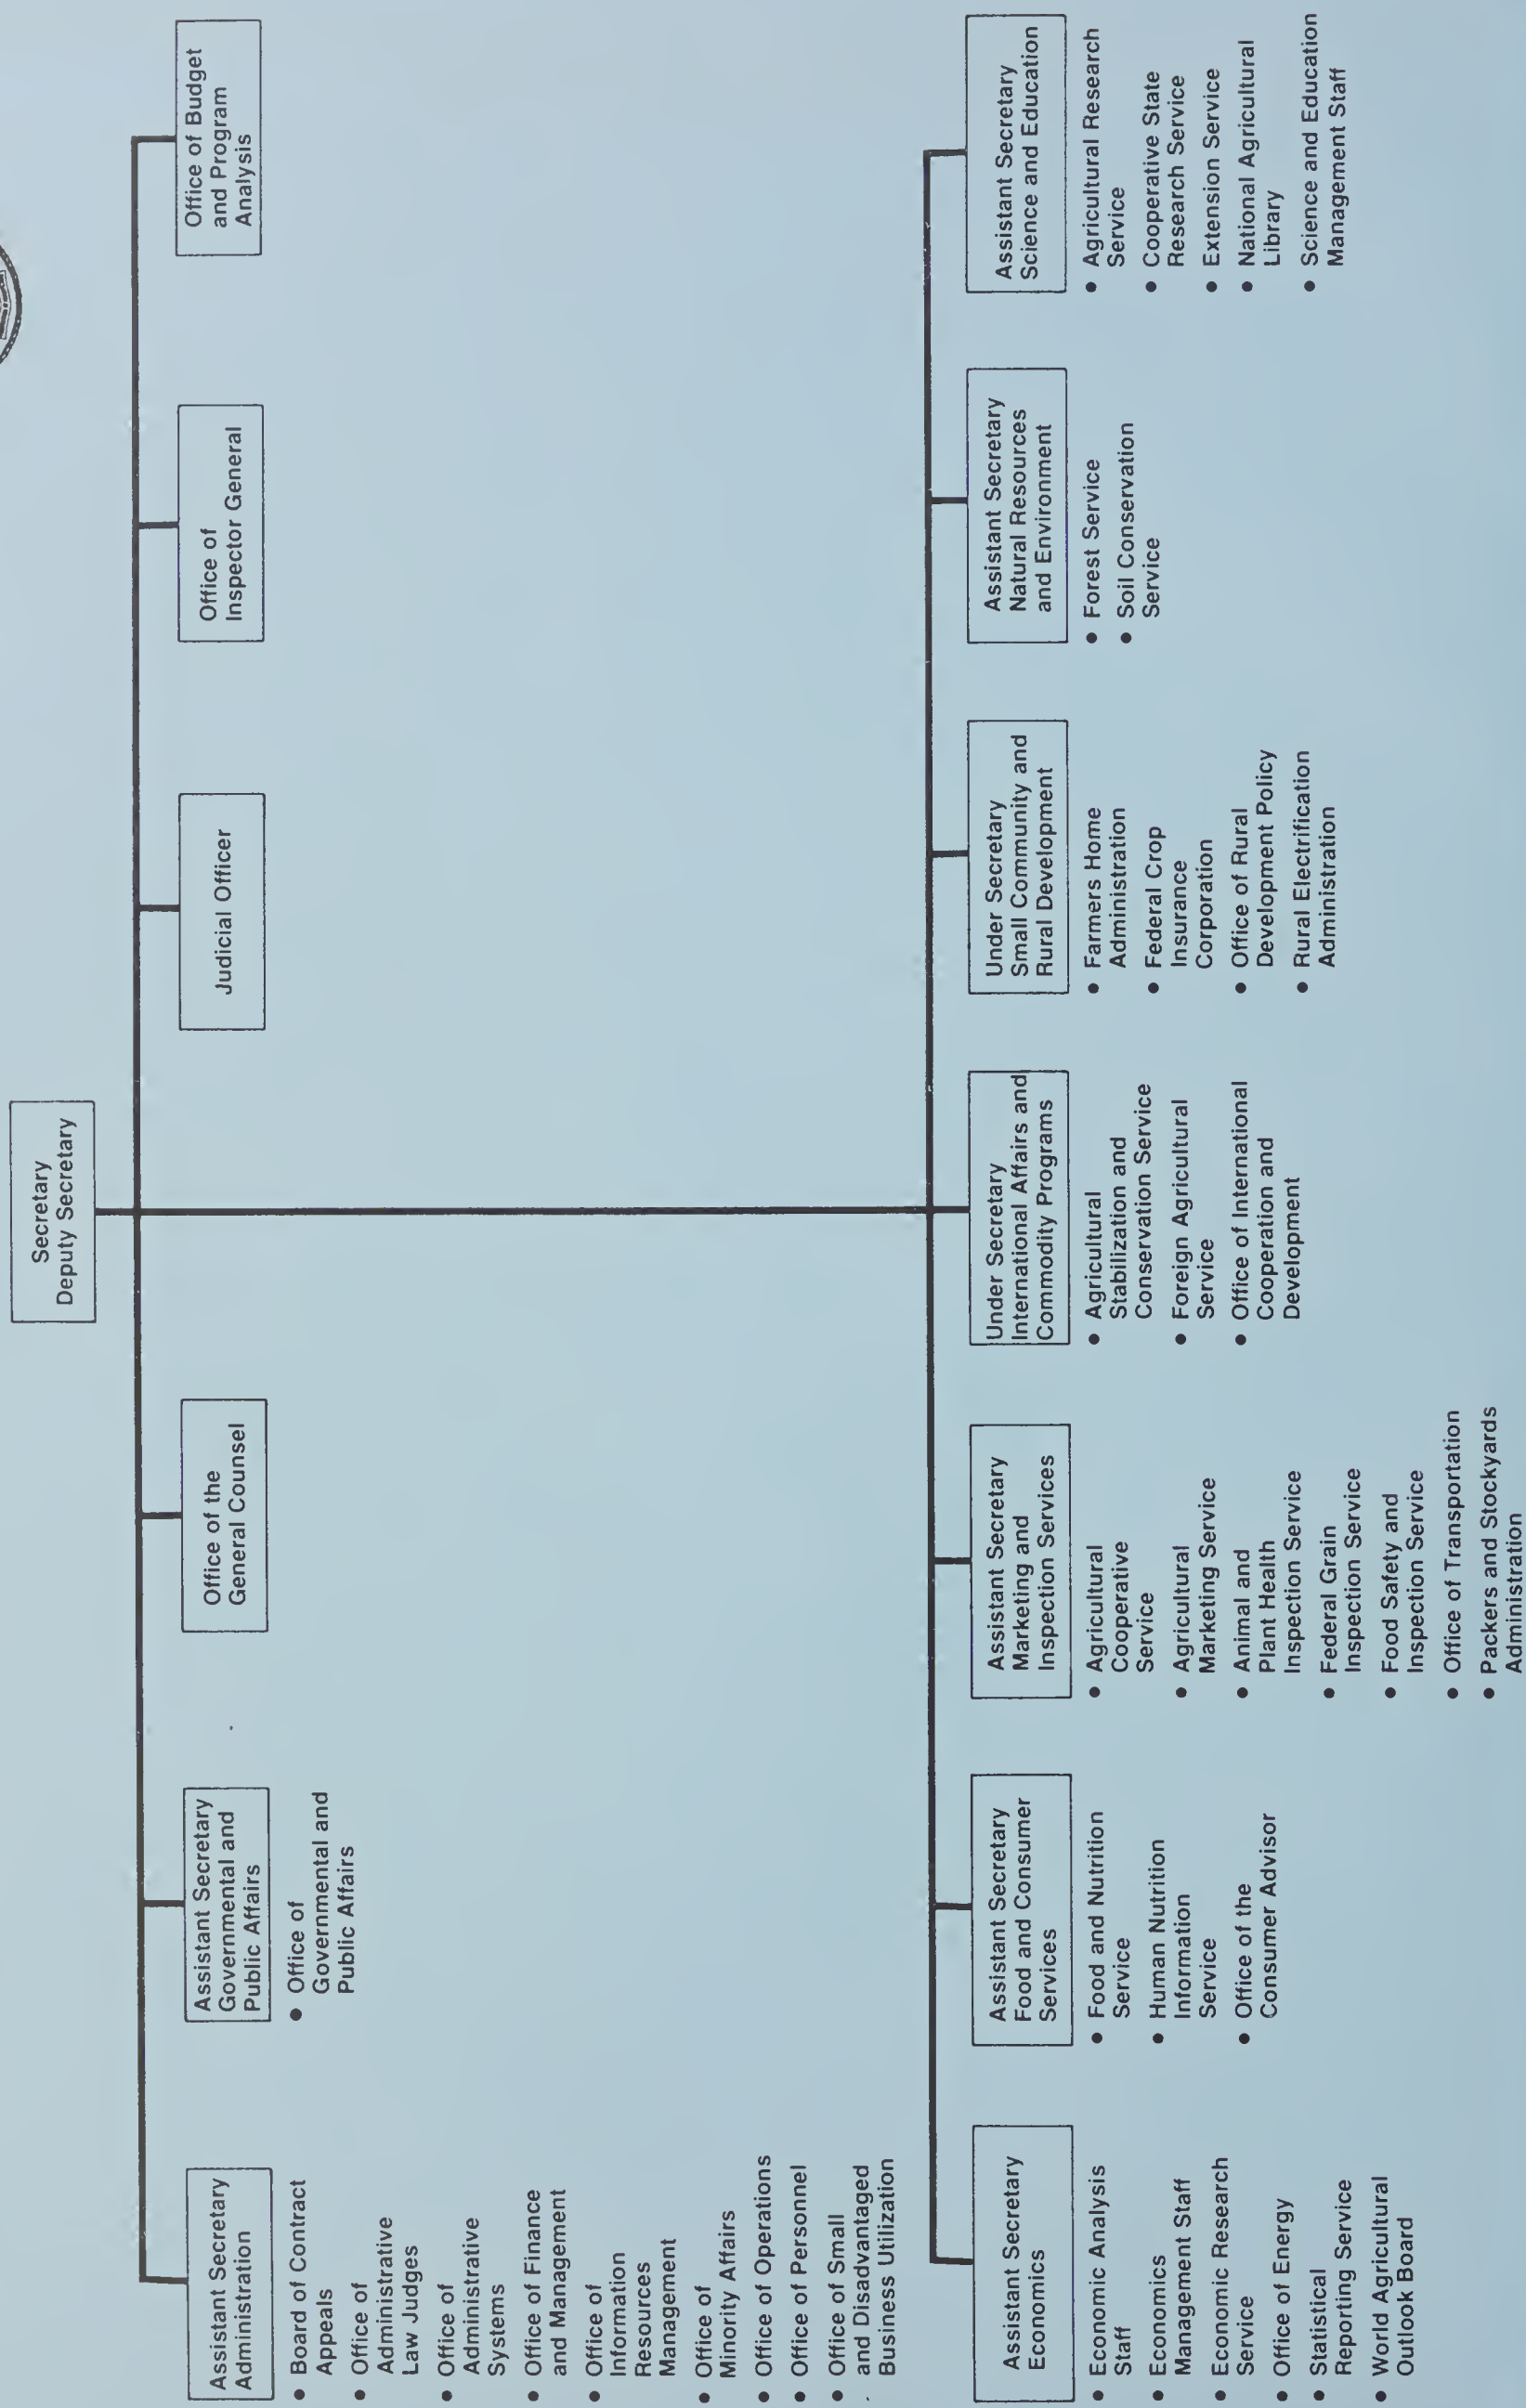 Secretary
Deputy Secretary
Assistant Secretary
Administration
• Board of Contract
Appeals
• Office of
Administrative
Law Judges
• Office of
Administrative
Systems
• Office of Finance
and Management
• Office of
Information
Resources
Management
• Office of
Minority Affairs
• Office of Operations
• Office of Personnel
• Office of Small
and Disadvantaged
Business Utilization
Assistant Secretary
Governmental and
Public Affairs
• Office of
Governmental and
Public Affairs
Office of the
General Counsel
Judicial Officer
Office of
Inspector General
Office of Budget
and Program
Analysis
Assistant Secretary
Economics
• Economic Analysis
Staff
• Economics
Management Staff
• Economic Research
Service
• Office of Energy
• Statistical
Reporting Service
• World Agricultural
Outlook Board
Assistant Secretary
Food and Consumer
Services
• Food and Nutrition
Service
• Human Nutrition
Information
Service
• Office of the
Consumer Advisor
Assistant Secretary
Marketing and
Inspection Services
• Agricultural
Cooperative
Service
• Agricultural
Marketing Service
• Animal and
Plant Health
Inspection Service
• Federal Grain
Inspection Service
• Food Safety and
Inspection Service
• Office of Transportation
• Packers and Stockyards
Administration
Under Secretary
International Affairs and
Commodity Programs
• Agricultural
Stabilization and
Conservation Service
• Foreign Agricultural
Service
• Office of International
Cooperation and
Development
Under Secretary
Small Community and
Rural Development
• Farmers Home
Administration
• Federal Crop
Insurance
Corporation
• Office of Rural
Development Policy
• Rural Electrification
Administration
Assistant Secretary
Natural Resources
and Environment
• Forest Service
• Soil Conservation
Service
Assistant Secretary
Science and Education
• Agricultural Research
Service
• Cooperative State
Research Service
• Extension Service
• National Agricultural
Library
• Science and Education
Management Staff